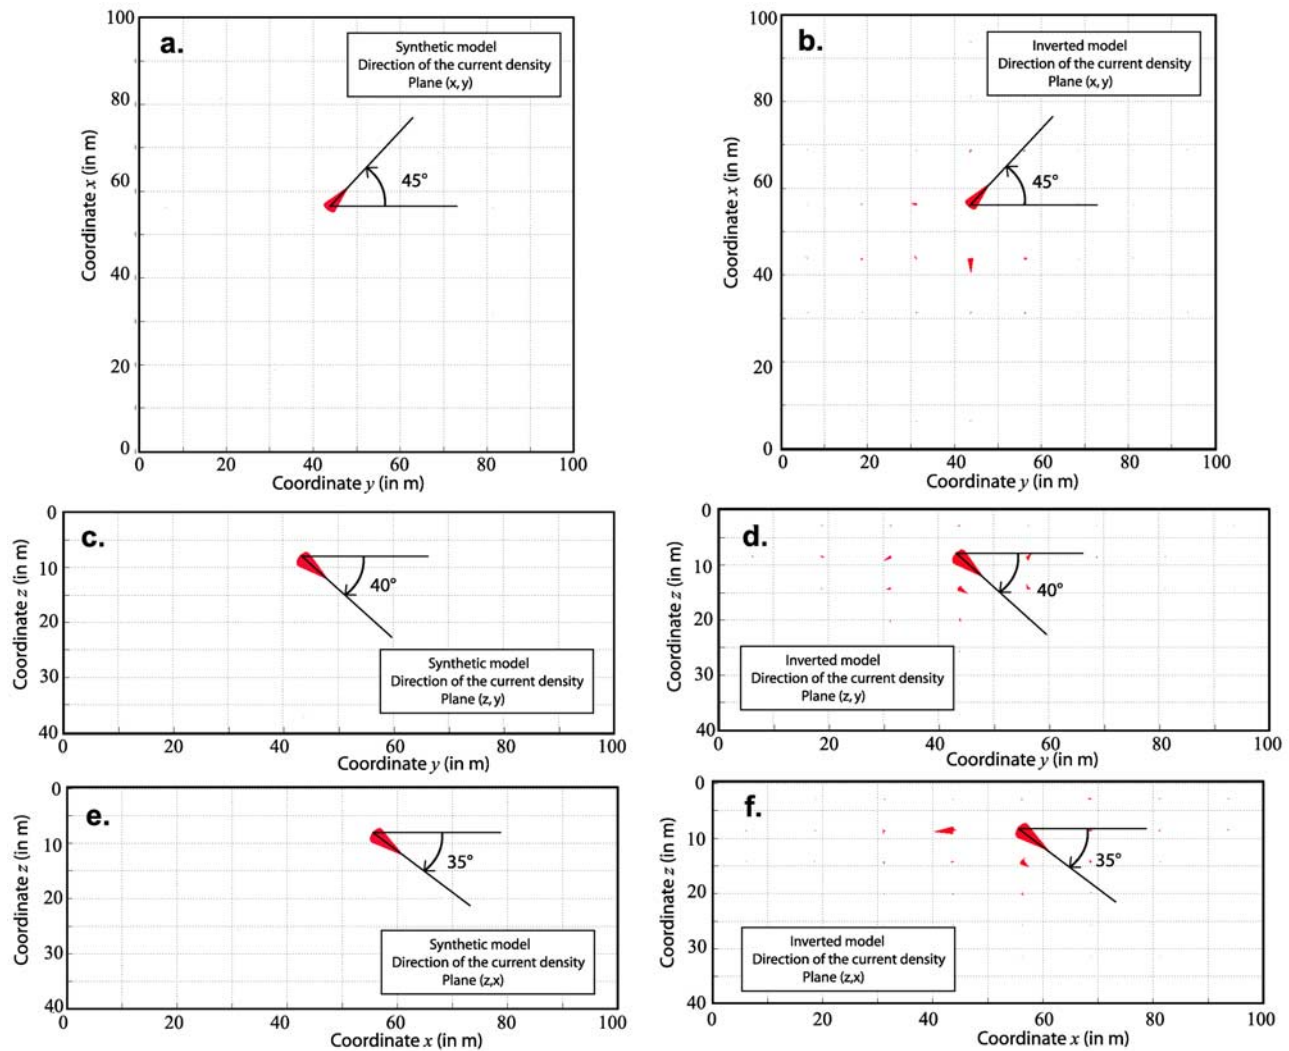 a.
Synthetic model
Direction of the current density
Plane (x, y)
45°
100
80
60
40
20
0
Coordinate x (in m)
0 20 40 60 80 100
Coordinate y (in m)
b.
Inverted model
Direction of the current density
Plane (x, y)
45°
100
80
60
40
20
0
Coordinate x (in m)
0 20 40 60 80 100
Coordinate y (in m)
c.
40°
Synthetic model
Direction of the current density
Plane (z, y)
0
10
20
30
40
Coordinate z (in m)
0 20 40 60 80 100
Coordinate y (in m)
d.
40°
Inverted model
Direction of the current density
Plane (z, y)
0
10
20
30
40
Coordinate z (in m)
0 20 40 60 80 100
Coordinate y (in m)
e.
35°
Synthetic model
Direction of the current density
Plane (z,x)
0
10
20
30
40
Coordinate z (in m)
0 20 40 60 80 100
Coordinate x (in m)
f.
35°
Inverted model
Direction of the current density
Plane (z,x)
0
10
20
30
40
Coordinate z (in m)
0 20 40 60 80 100
Coordinate x (in m)